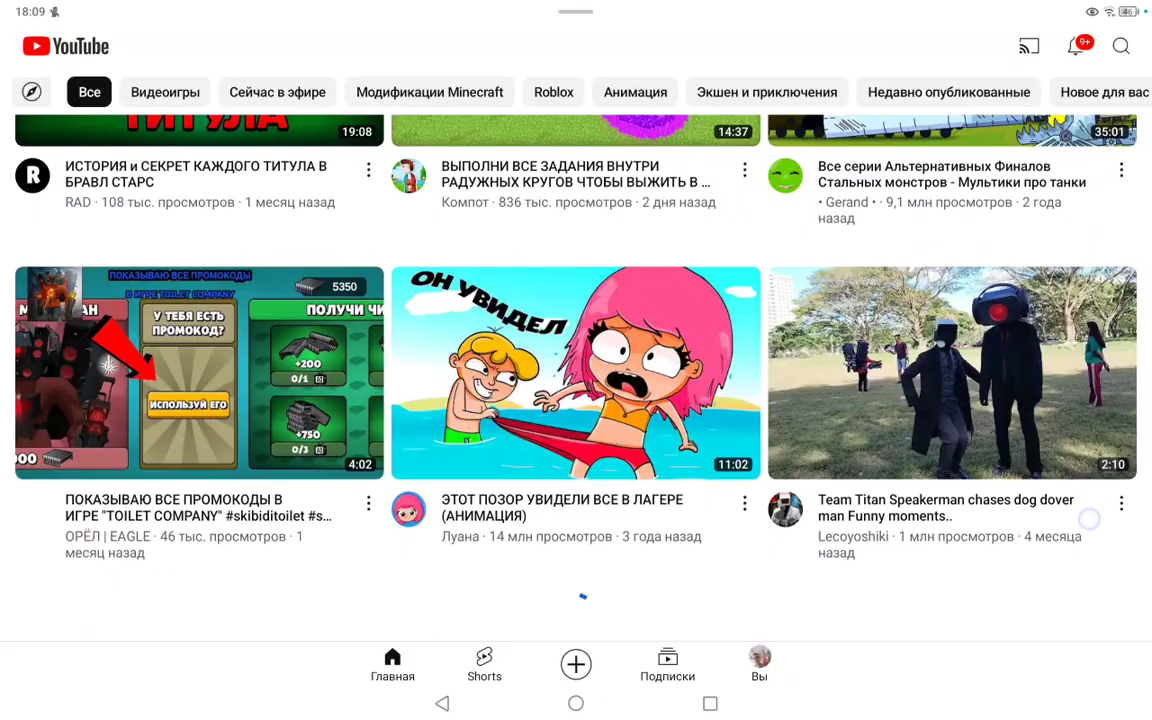 18:09
46
YouTube
9+
Все
Видеоигры
Сейчас в эфире
Модификации Minecraft
Roblox
Анимация
Экшен и приключения
Недавно опубликованные
Новое для вас
ТИТУЛА
19:08
14:37
35:01
R
ИСТОРИЯ и СЕКРЕТ КАЖДОГО ТИТУЛА В
БРАВЛ СТАРС
RAD · 108 тыс. просмотров · 1 месяц назад
ВЫПОЛНИ ВСЕ ЗАДАНИЯ ВНУТРИ
РАДУЖНЫХ КРУГОВ ЧТОБЫ ВЫЖИТЬ В ...
Компот · 836 тыс. просмотров · 2 дня назад
Все серии Альтернативных Финалов
Стальных монстров - Мультики про танки
• Gerand • · 9,1 млн просмотров · 2 года
назад
ПОКАЗЫВАЮ ВСЕ ПРОМОКОДЫ
В ИГРЕ TOILET COMPANY
5350
У ТЕБЯ ЕСТЬ
ПРОМОКОД?
ПОЛУЧИ ЧИ
+200
0/1
ИСПОЛЬЗУЙ ЕГО
+750
0/3
4:02
ОН УВИДЕЛ
11:02
2:10
ПОКАЗЫВАЮ ВСЕ ПРОМОКОДЫ В
ИГРЕ "TOILET COMPANY" #skibiditoilet #s...
ОРЁЛ | EAGLE · 46 тыс. просмотров · 1
месяц назад
ЭТОТ ПОЗОР УВИДЕЛИ ВСЕ В ЛАГЕРЕ
(АНИМАЦИЯ)
Луана · 14 млн просмотров · 3 года назад
Team Titan Speakerman chases dog dover
man Funny moments..
Lecoyoshiki · 1 млн просмотров · 4 месяца
назад
Главная
Shorts
Подписки
Вы